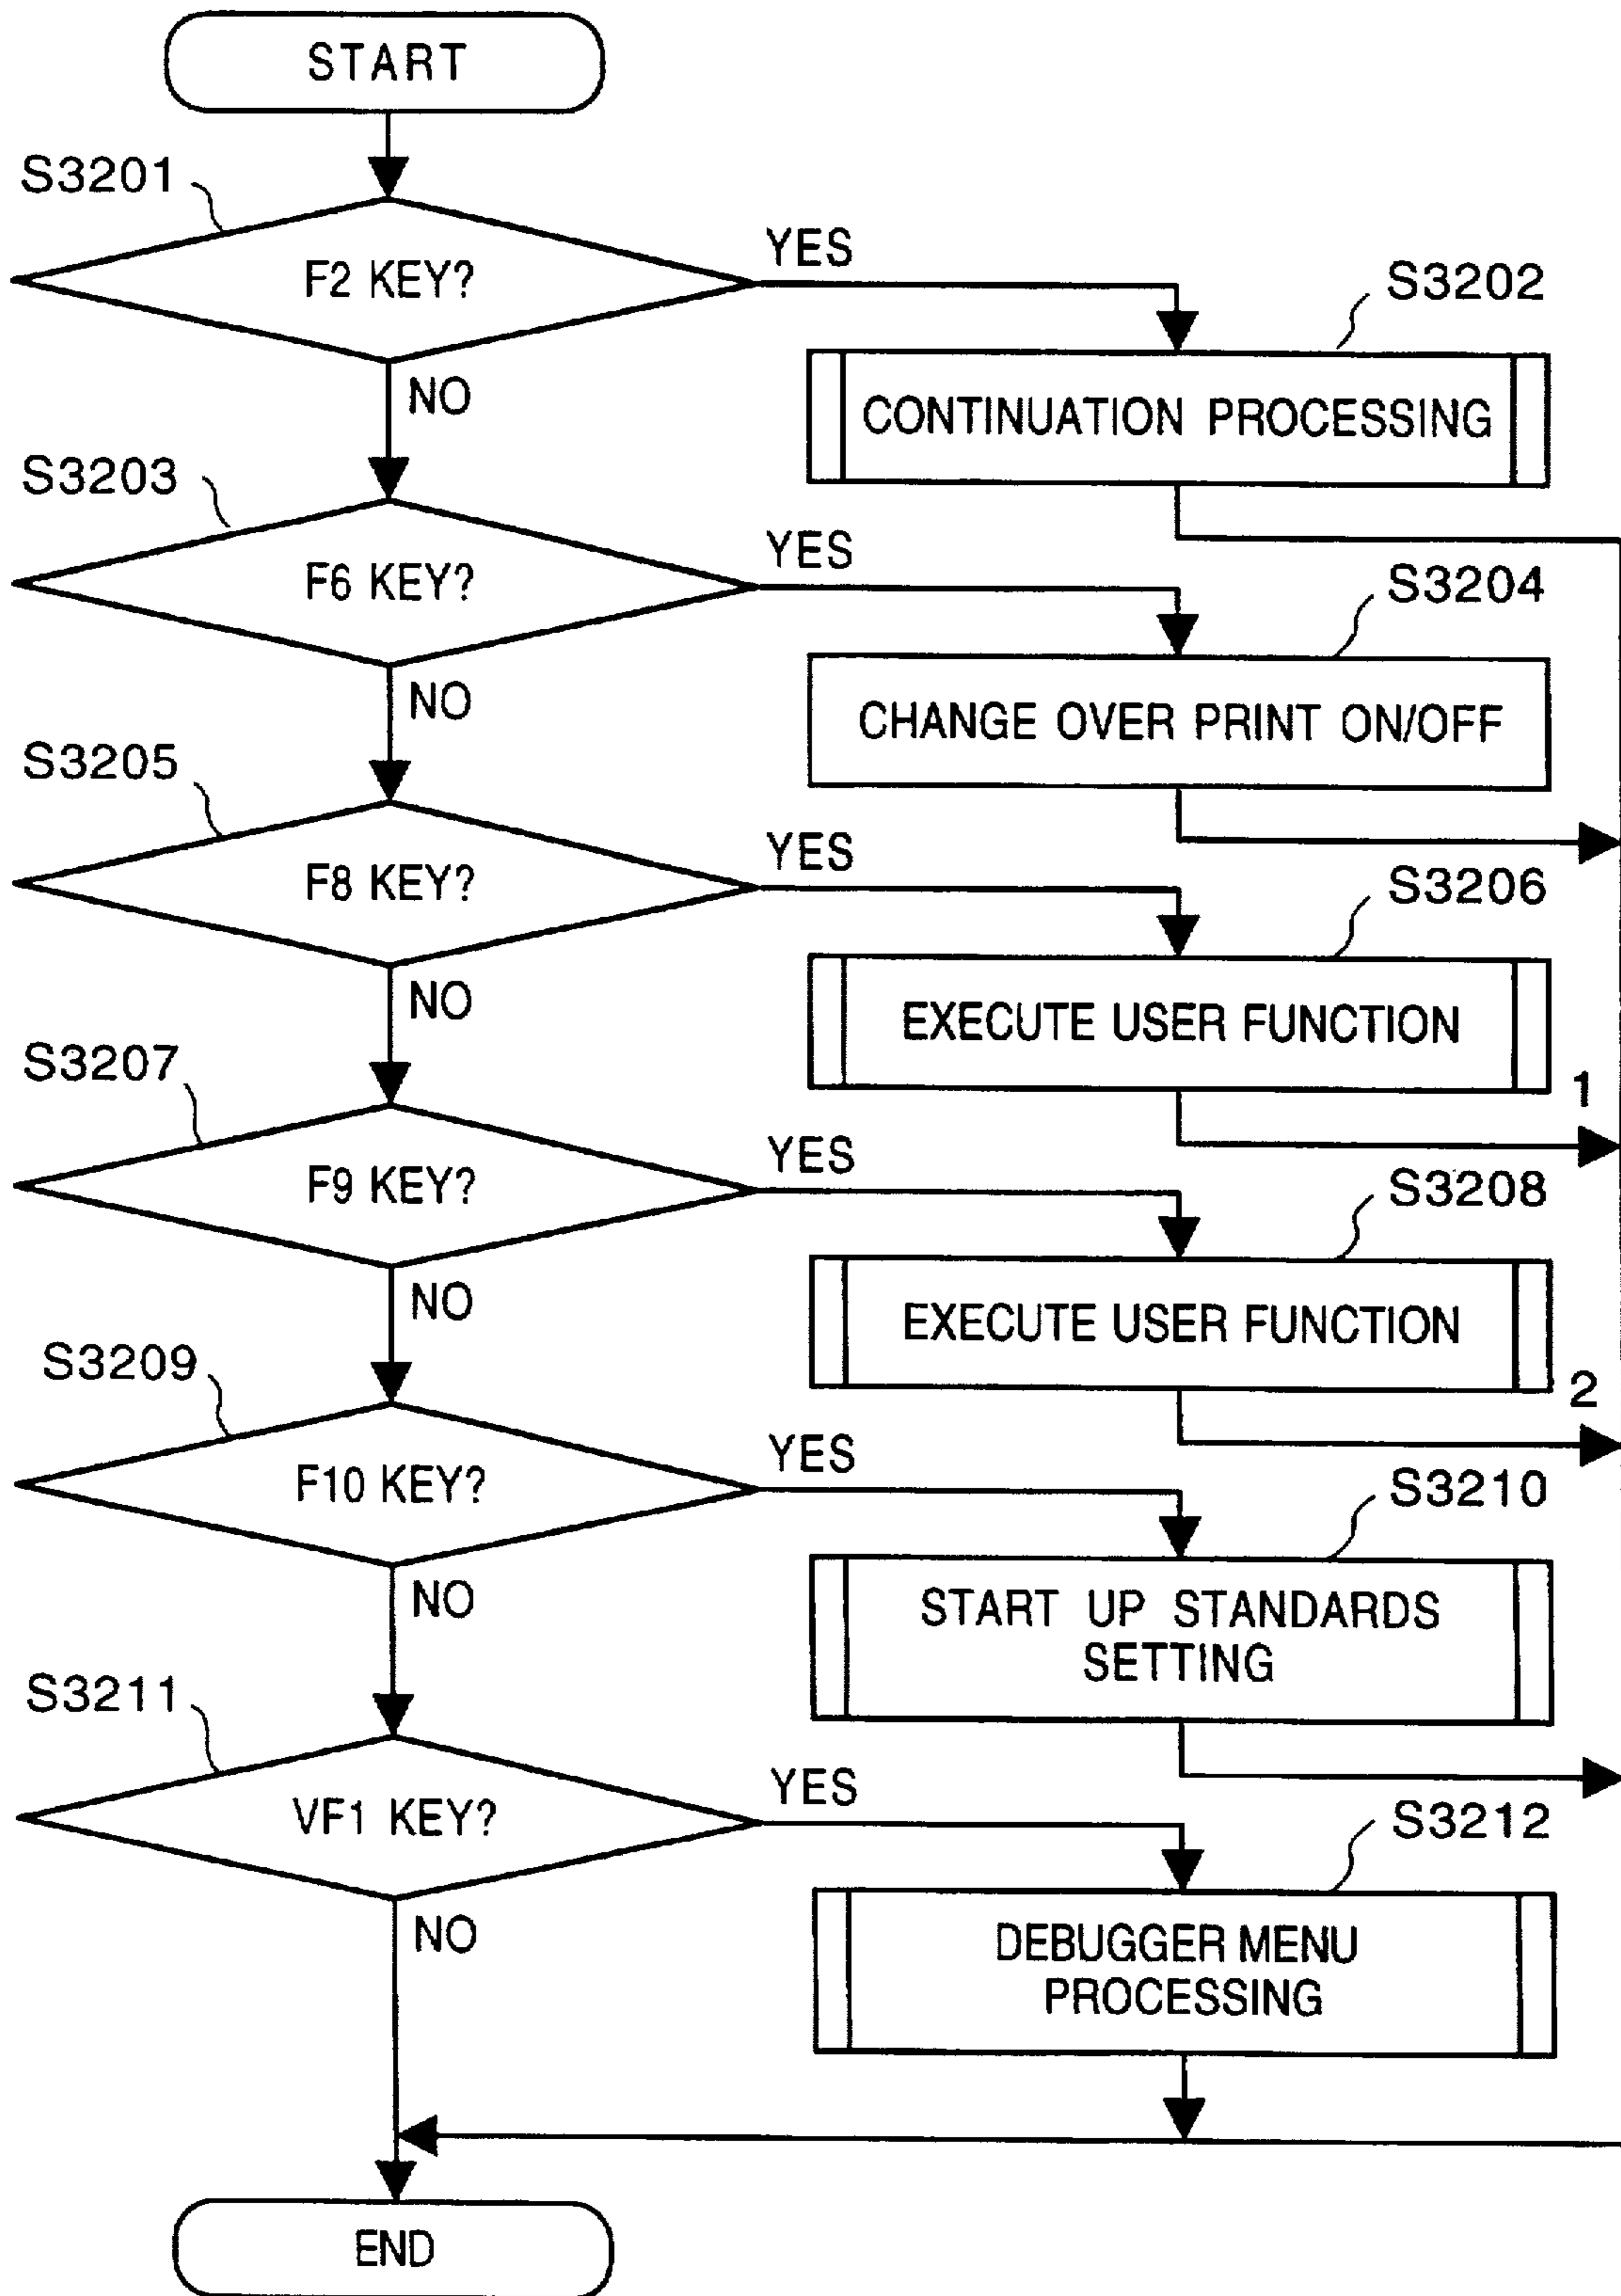 START
S3201
F2 KEY?
YES
NO
S3202
CONTINUATION PROCESSING
S3203
F6 KEY?
YES
NO
S3204
CHANGE OVER PRINT ON/OFF
S3205
F8 KEY?
YES
NO
S3206
EXECUTE USER FUNCTION
1
S3207
F9 KEY?
YES
NO
S3208
EXECUTE USER FUNCTION
2
S3209
F10 KEY?
YES
NO
S3210
START UP STANDARDS
SETTING
S3211
VF1 KEY?
YES
NO
S3212
DEBUGGER MENU
PROCESSING
END